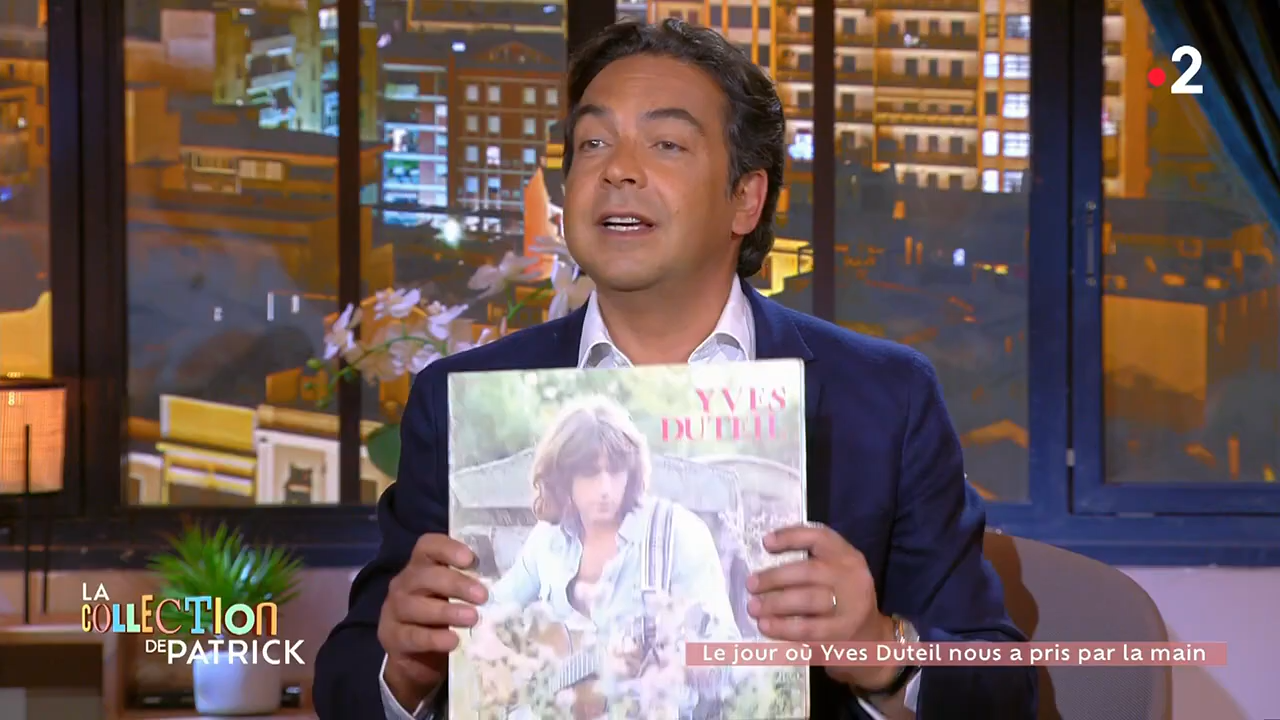 2
YVES
DUTEIL
LA
COLLECTION
DE PATRICK
Le jour où Yves Duteil nous a pris par la main